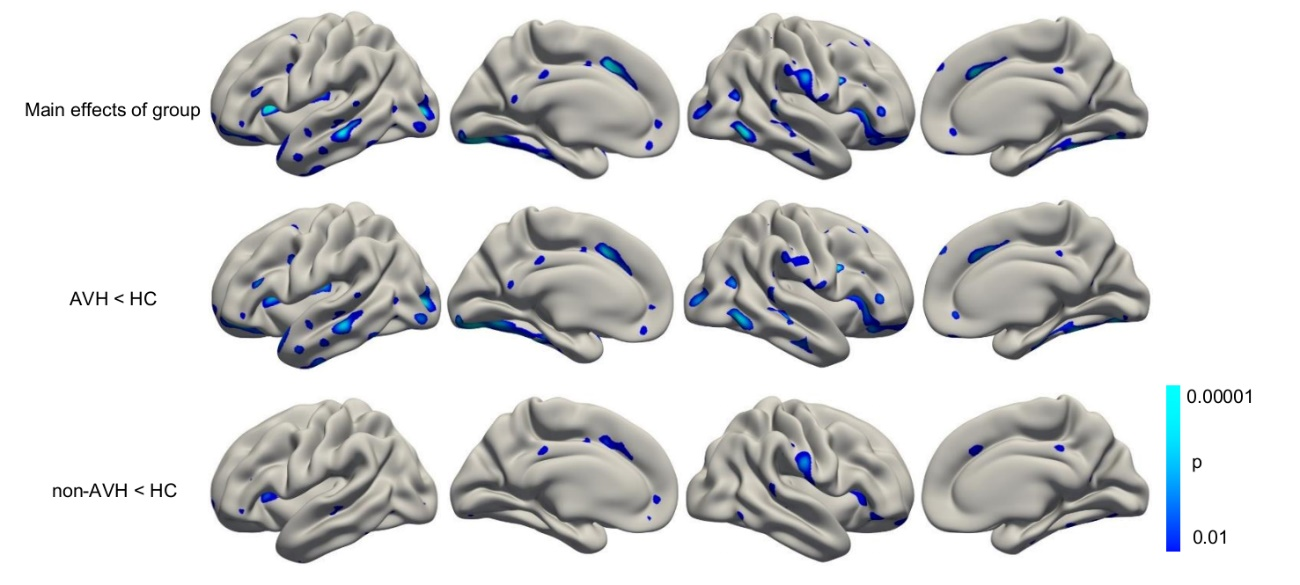 Main effects of group
AVH < HC
non-AVH < HC
0.00001
p
0.01